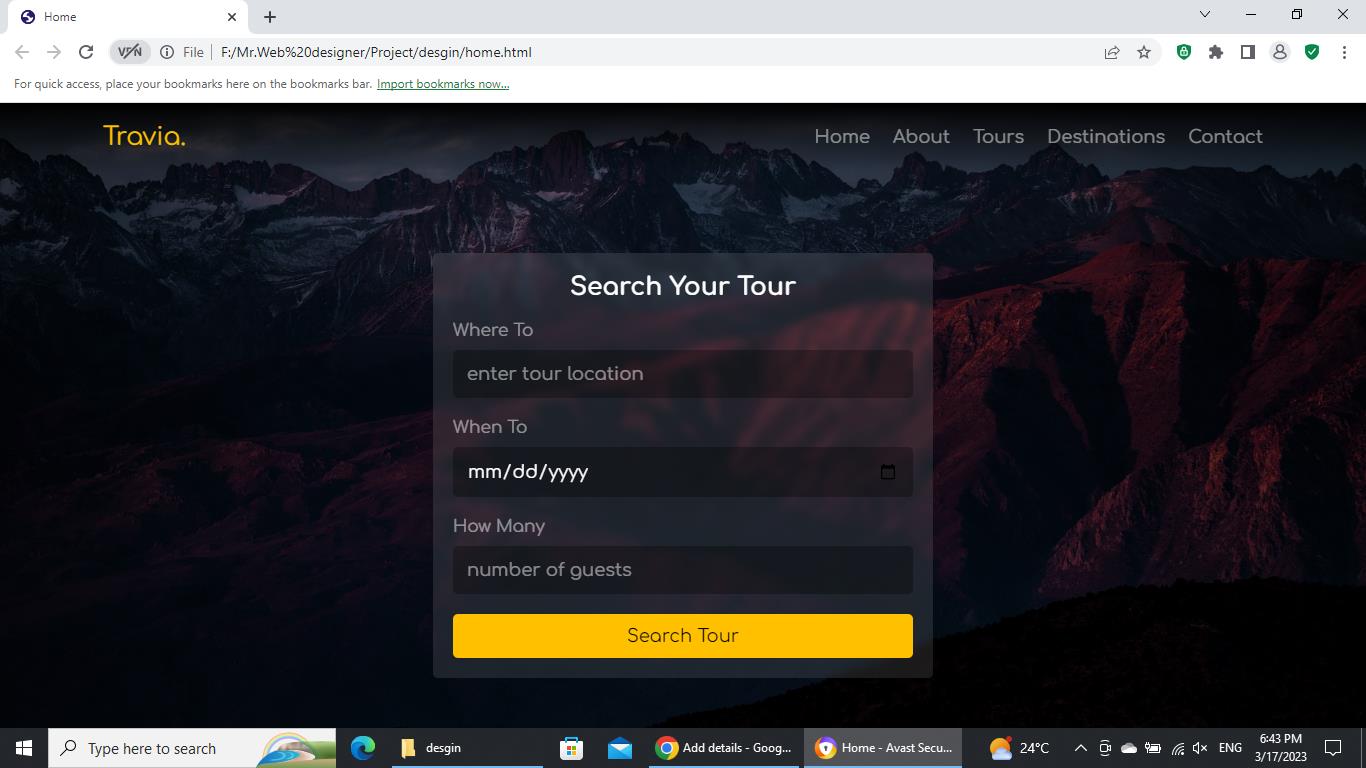 Home
VPN File F:/Mr.Web%20designer/Project/desgin/home.html
For quick access, place your bookmarks here on the bookmarks bar. Import bookmarks now...
Travia. Home About Tours Destinations Contact
Search Your Tour
Where To
enter tour location
When To
mm/dd/yyyy
How Many
number of guests
Search Tour
Type here to search desgin Add details - Goog... Home - Avast Secu... 24°C ENG 6:43 PM
3/17/2023